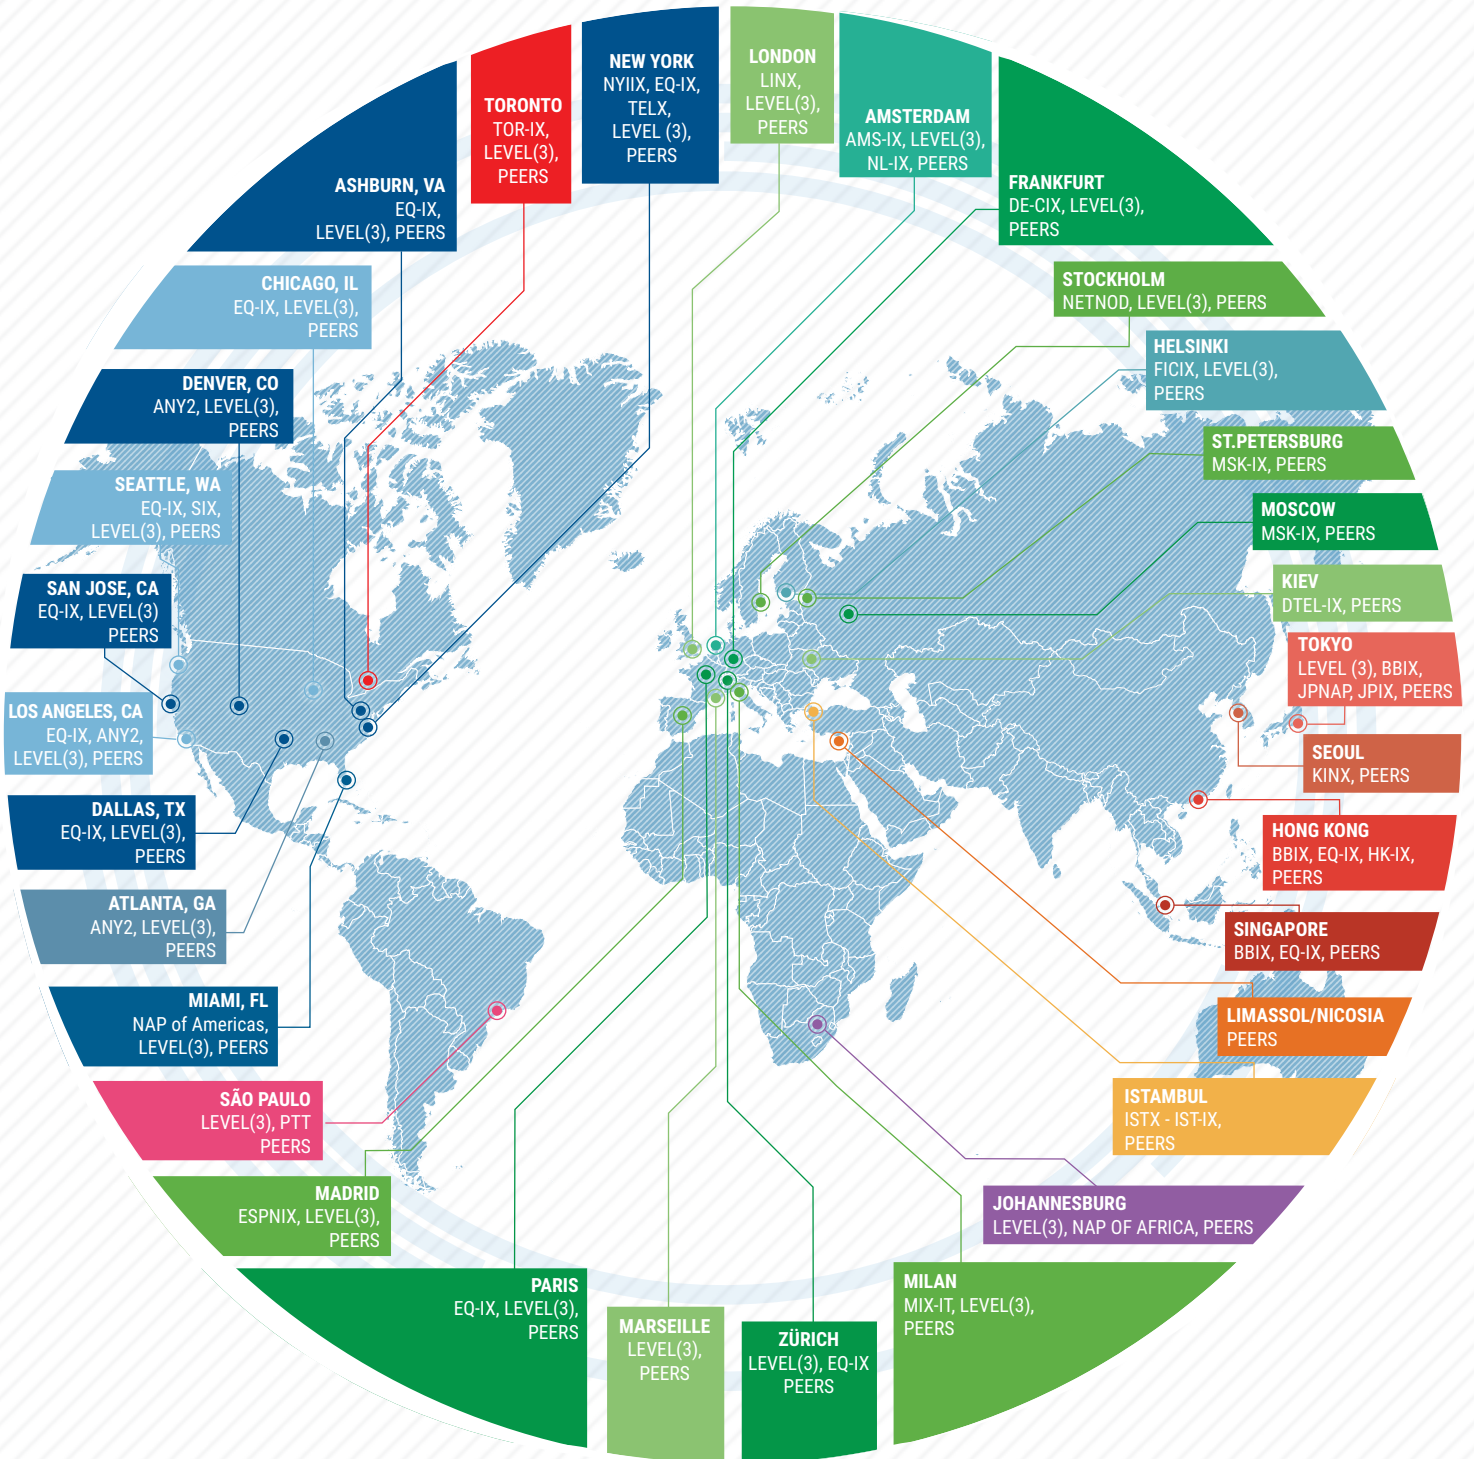 NEW YORK
NYIIX, EQ-IX,
TELX,
LEVEL (3),
PEERS
LONDON
LINX,
LEVEL(3),
PEERS
TORONTO
TOR-IX,
LEVEL(3),
PEERS
AMSTERDAM
AMS-IX, LEVEL(3),
NL-IX, PEERS
ASHBURN, VA
EQ-IX,
LEVEL(3), PEERS
FRANKFURT
DE-CIX, LEVEL(3),
PEERS
CHICAGO, IL
EQ-IX, LEVEL(3),
PEERS
STOCKHOLM
NETNOD, LEVEL(3), PEERS
HELSINKI
FICIX, LEVEL(3),
PEERS
DENVER, CO
ANY2, LEVEL(3),
PEERS
ST.PETERSBURG
MSK-IX, PEERS
SEATTLE, WA
EQ-IX, SIX,
LEVEL(3), PEERS
MOSCOW
MSK-IX, PEERS
SAN JOSE, CA
EQ-IX, LEVEL(3)
PEERS
KIEV
DTEL-IX, PEERS
TOKYO
LEVEL (3), BBIX,
JPNAP, JPIX, PEERS
LOS ANGELES, CA
EQ-IX, ANY2,
LEVEL(3), PEERS
SEOUL
KINX, PEERS
DALLAS, TX
EQ-IX, LEVEL(3),
PEERS
HONG KONG
BBIX, EQ-IX, HK-IX,
PEERS
ATLANTA, GA
ANY2, LEVEL(3),
PEERS
SINGAPORE
BBIX, EQ-IX, PEERS
MIAMI, FL
NAP of Americas,
LEVEL(3), PEERS
LIMASSOL/NICOSIA
PEERS
SÃO PAULO
LEVEL(3), PTT
PEERS
ISTAMBUL
ISTX - IST-IX,
PEERS
MADRID
ESPNIX, LEVEL(3),
PEERS
JOHANNESBURG
LEVEL(3), NAP OF AFRICA, PEERS
PARIS
EQ-IX, LEVEL(3),
PEERS
MARSEILLE
LEVEL(3),
PEERS
ZÜRICH
LEVEL(3), EQ-IX
PEERS
MILAN
MIX-IT, LEVEL(3),
PEERS